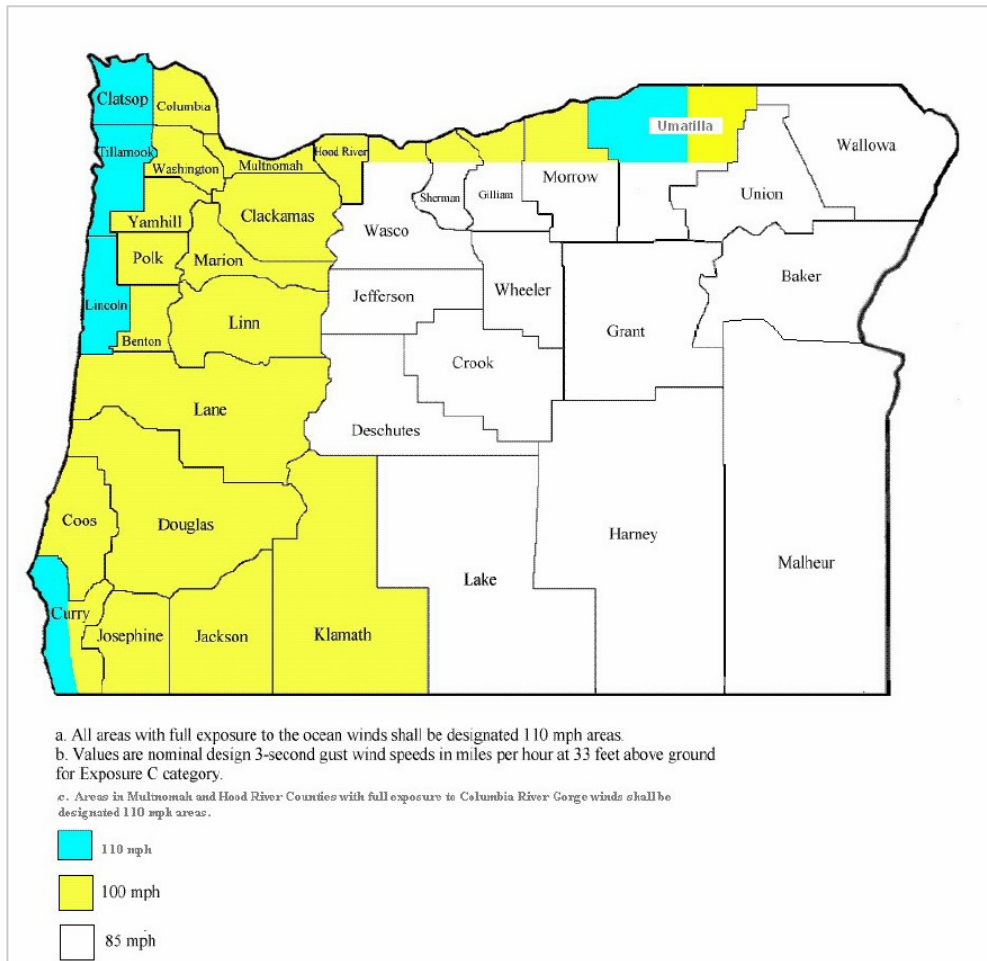 Clatsop
Columbia
Tillamook
Washington
Multnomah
Hood River
Umatilla
Wallowa
Morrow
Union
Sherman
Gilliam
Yamhill
Clackamas
Wasco
Polk
Marion
Baker
Wheeler
Jefferson
Lincoln
Linn
Grant
Benton
Crook
Lane
Deschutes
Coos
Douglas
Harney
Malheur
Lake
Curry
Josephine
Jackson
Klamath
a. All areas with full exposure to the ocean winds shall be designated 110 mph areas.
b. Values are nominal design 3-second gust wind speeds in miles per hour at 33 feet above ground
for Exposure C category.
c. Areas in Multnomah and Hood River Counties with full exposure to Columbia River Gorge winds shall be
designated 110 mph areas.
110 mph
100 mph
85 mph